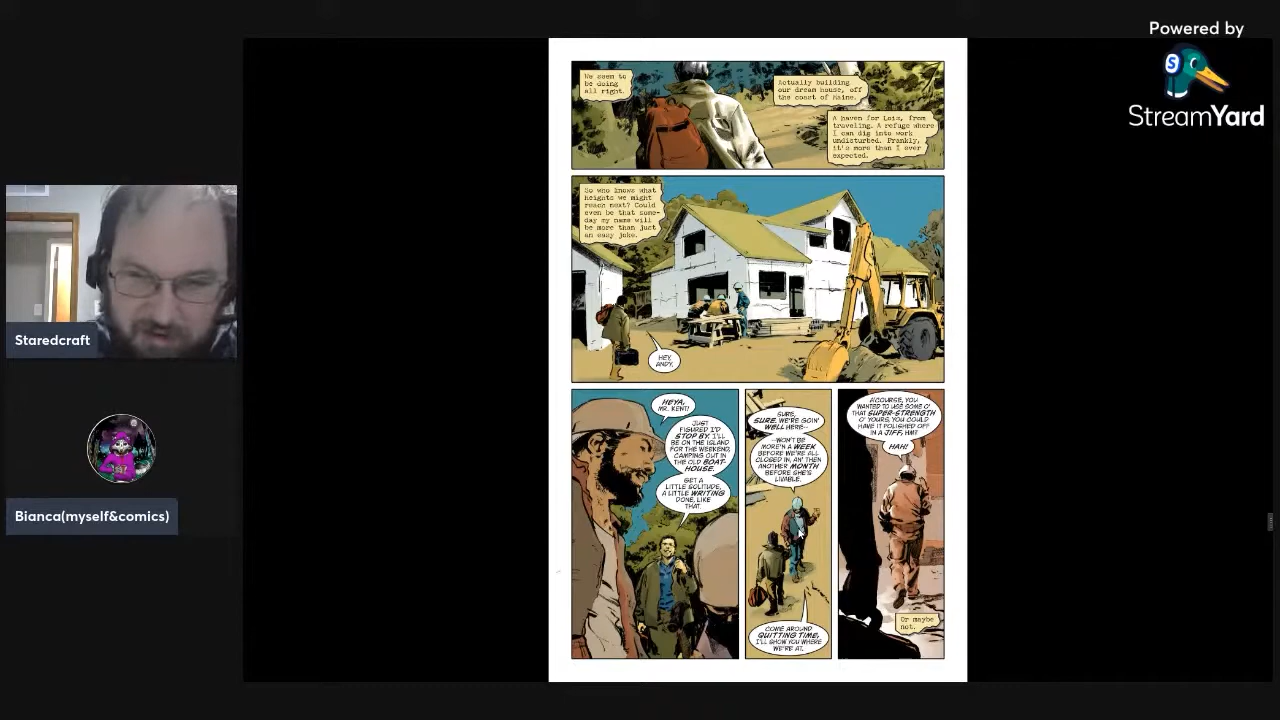 Powered by
StreamYard
Staredcraft
Bianca(myself&comics)
We seem to
be doing
all right.
Actually building
our dream house, off
the coast of Maine.
A haven for Lois, from
traveling. A refuge where
I can dig into work
undisturbed. Frankly,
it's more than I ever
expected.
So who knows what
Heights we might
reach next? Could
even be that some-
day my name will
be more than just
an easy joke.
HEY,
ANDY.
HEYA,
MR. KENT!
JUST
FIGURED I'D
STOP BY. I'LL
BE ON THE ISLAND
FOR THE WEEKEND,
CAMPING OUT IN
THE OLD BOAT-
HOUSE.
GET A
LITTLE SOLITUDE,
A LITTLE WRITING
DONE, LIKE
THAT.
SURE,
SURE. WE'RE GOIN'
WELL HERE--
--WON'T BE
MORE'N A WEEK
BEFORE WE'RE ALL
CLOSED IN, AN' THEN
ANOTHER MONTH
BEFORE SHE'S
LIVABLE.
COME AROUND
QUITTING TIME,
I'LL SHOW YOU WHERE
WE'RE AT.
A'COURSE, YOU
WANTED TO USE SOME O'
THAT SUPER-STRENGTH
O' YOURS, YOU COULD
HAVE IT POLISHED OFF
IN A JIFF, HM?
HAH!
Or maybe
not.